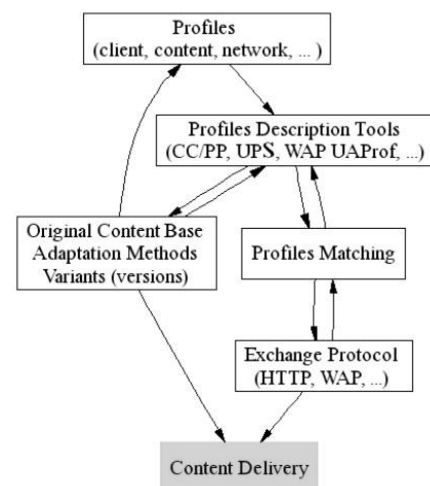 Profiles
(client, content, network, ... )
Profiles Description Tools
(CC/PP, UPS, WAP UAProf, ...)
Original Content Base
Adaptation Methods
Variants (versions)
Profiles Matching
Exchange Protocol
(HTTP, WAP, ...)
Content Delivery